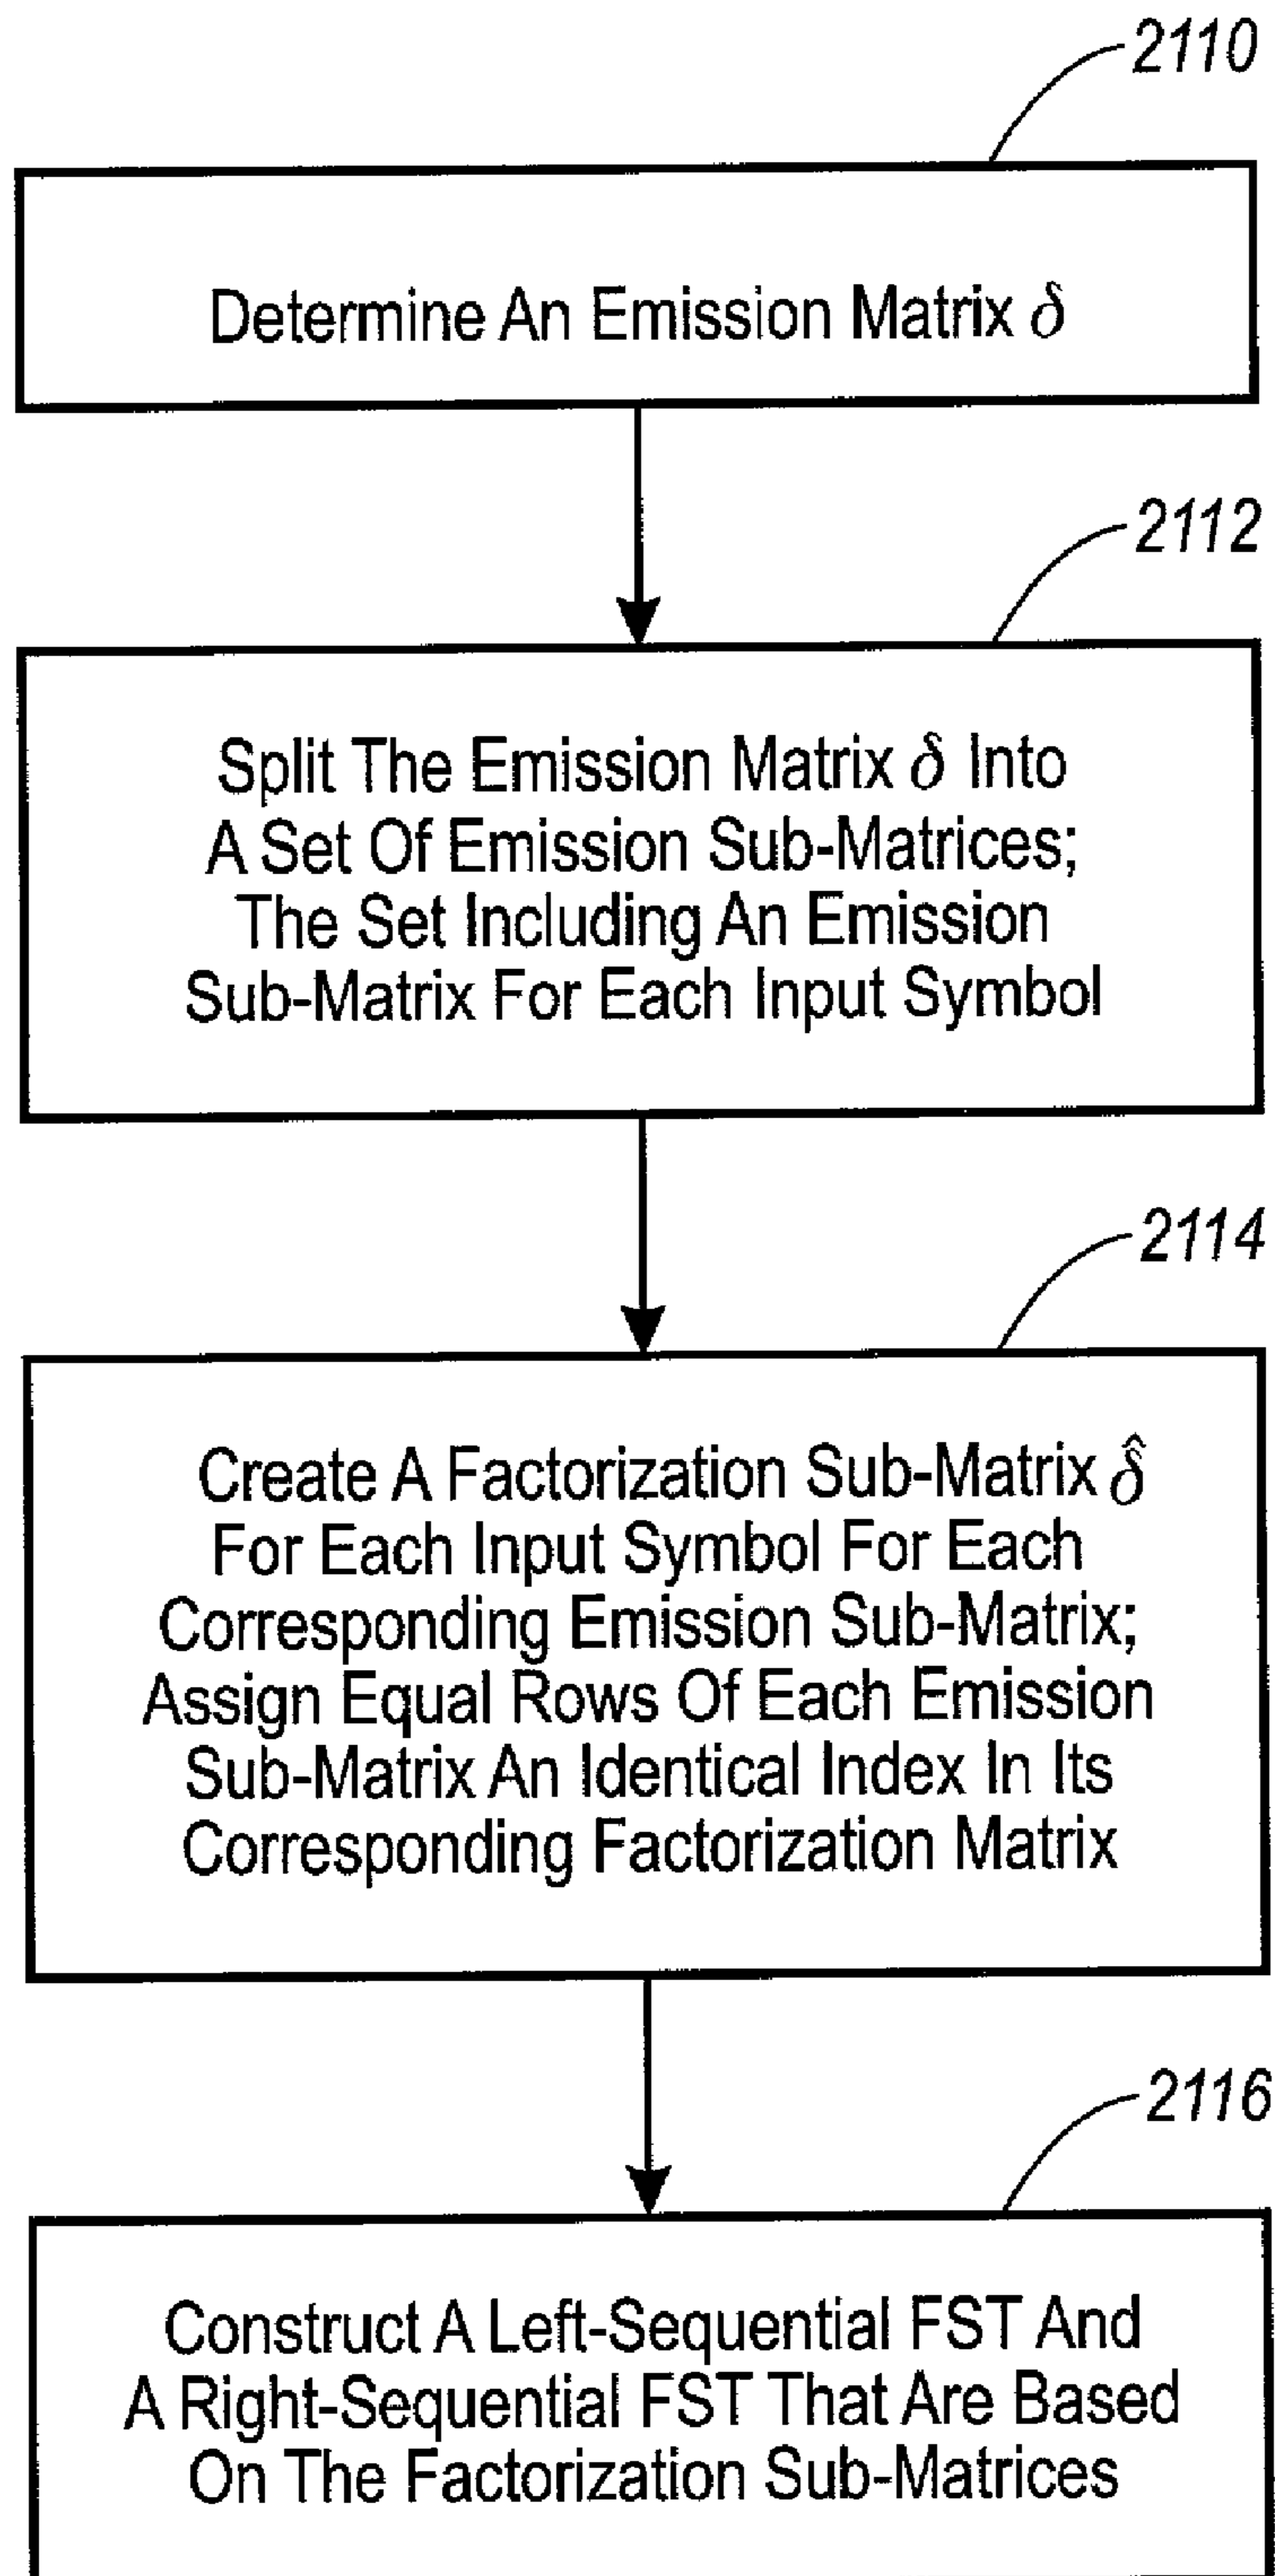 2110
Determine An Emission Matrix δ
2112
Split The Emission Matrix δ Into
A Set Of Emission Sub-Matrices;
The Set Including An Emission
Sub-Matrix For Each Input Symbol
2114
Create A Factorization Sub-Matrix δ̂
For Each Input Symbol For Each
Corresponding Emission Sub-Matrix;
Assign Equal Rows Of Each Emission
Sub-Matrix An Identical Index In Its
Corresponding Factorization Matrix
2116
Construct A Left-Sequential FST And
A Right-Sequential FST That Are Based
On The Factorization Sub-Matrices